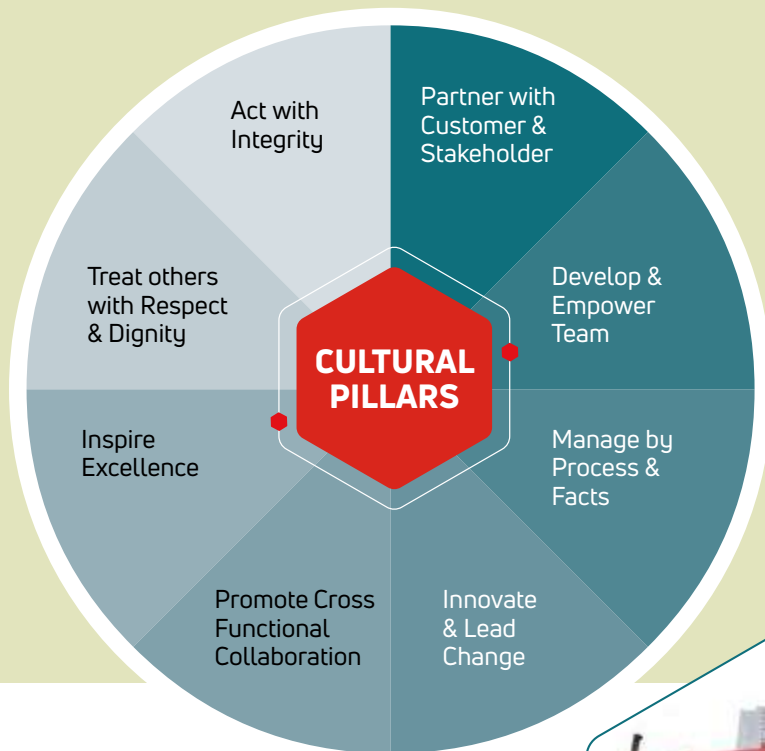 Act with
Integrity
Partner with
Customer &
Stakeholder
Treat others
with Respect
& Dignity
Develop &
Empower
Team
CULTURAL
PILLARS
Inspire
Excellence
Manage by
Process &
Facts
Promote Cross
Functional
Collaboration
Innovate
& Lead
Change